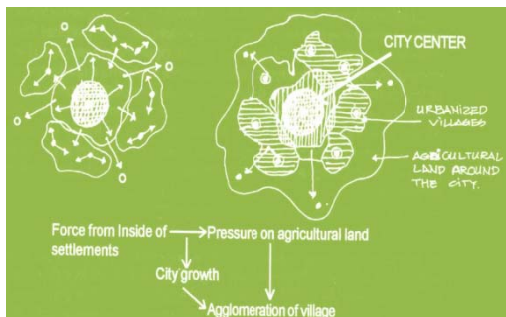 CITY CENTER
URBANIZED
VILLAGES
AGRICULTURAL
LAND AROUND
THE CITY.
Force from Inside of
settlements
Pressure on agricultural land
City growth
Agglomeration of village